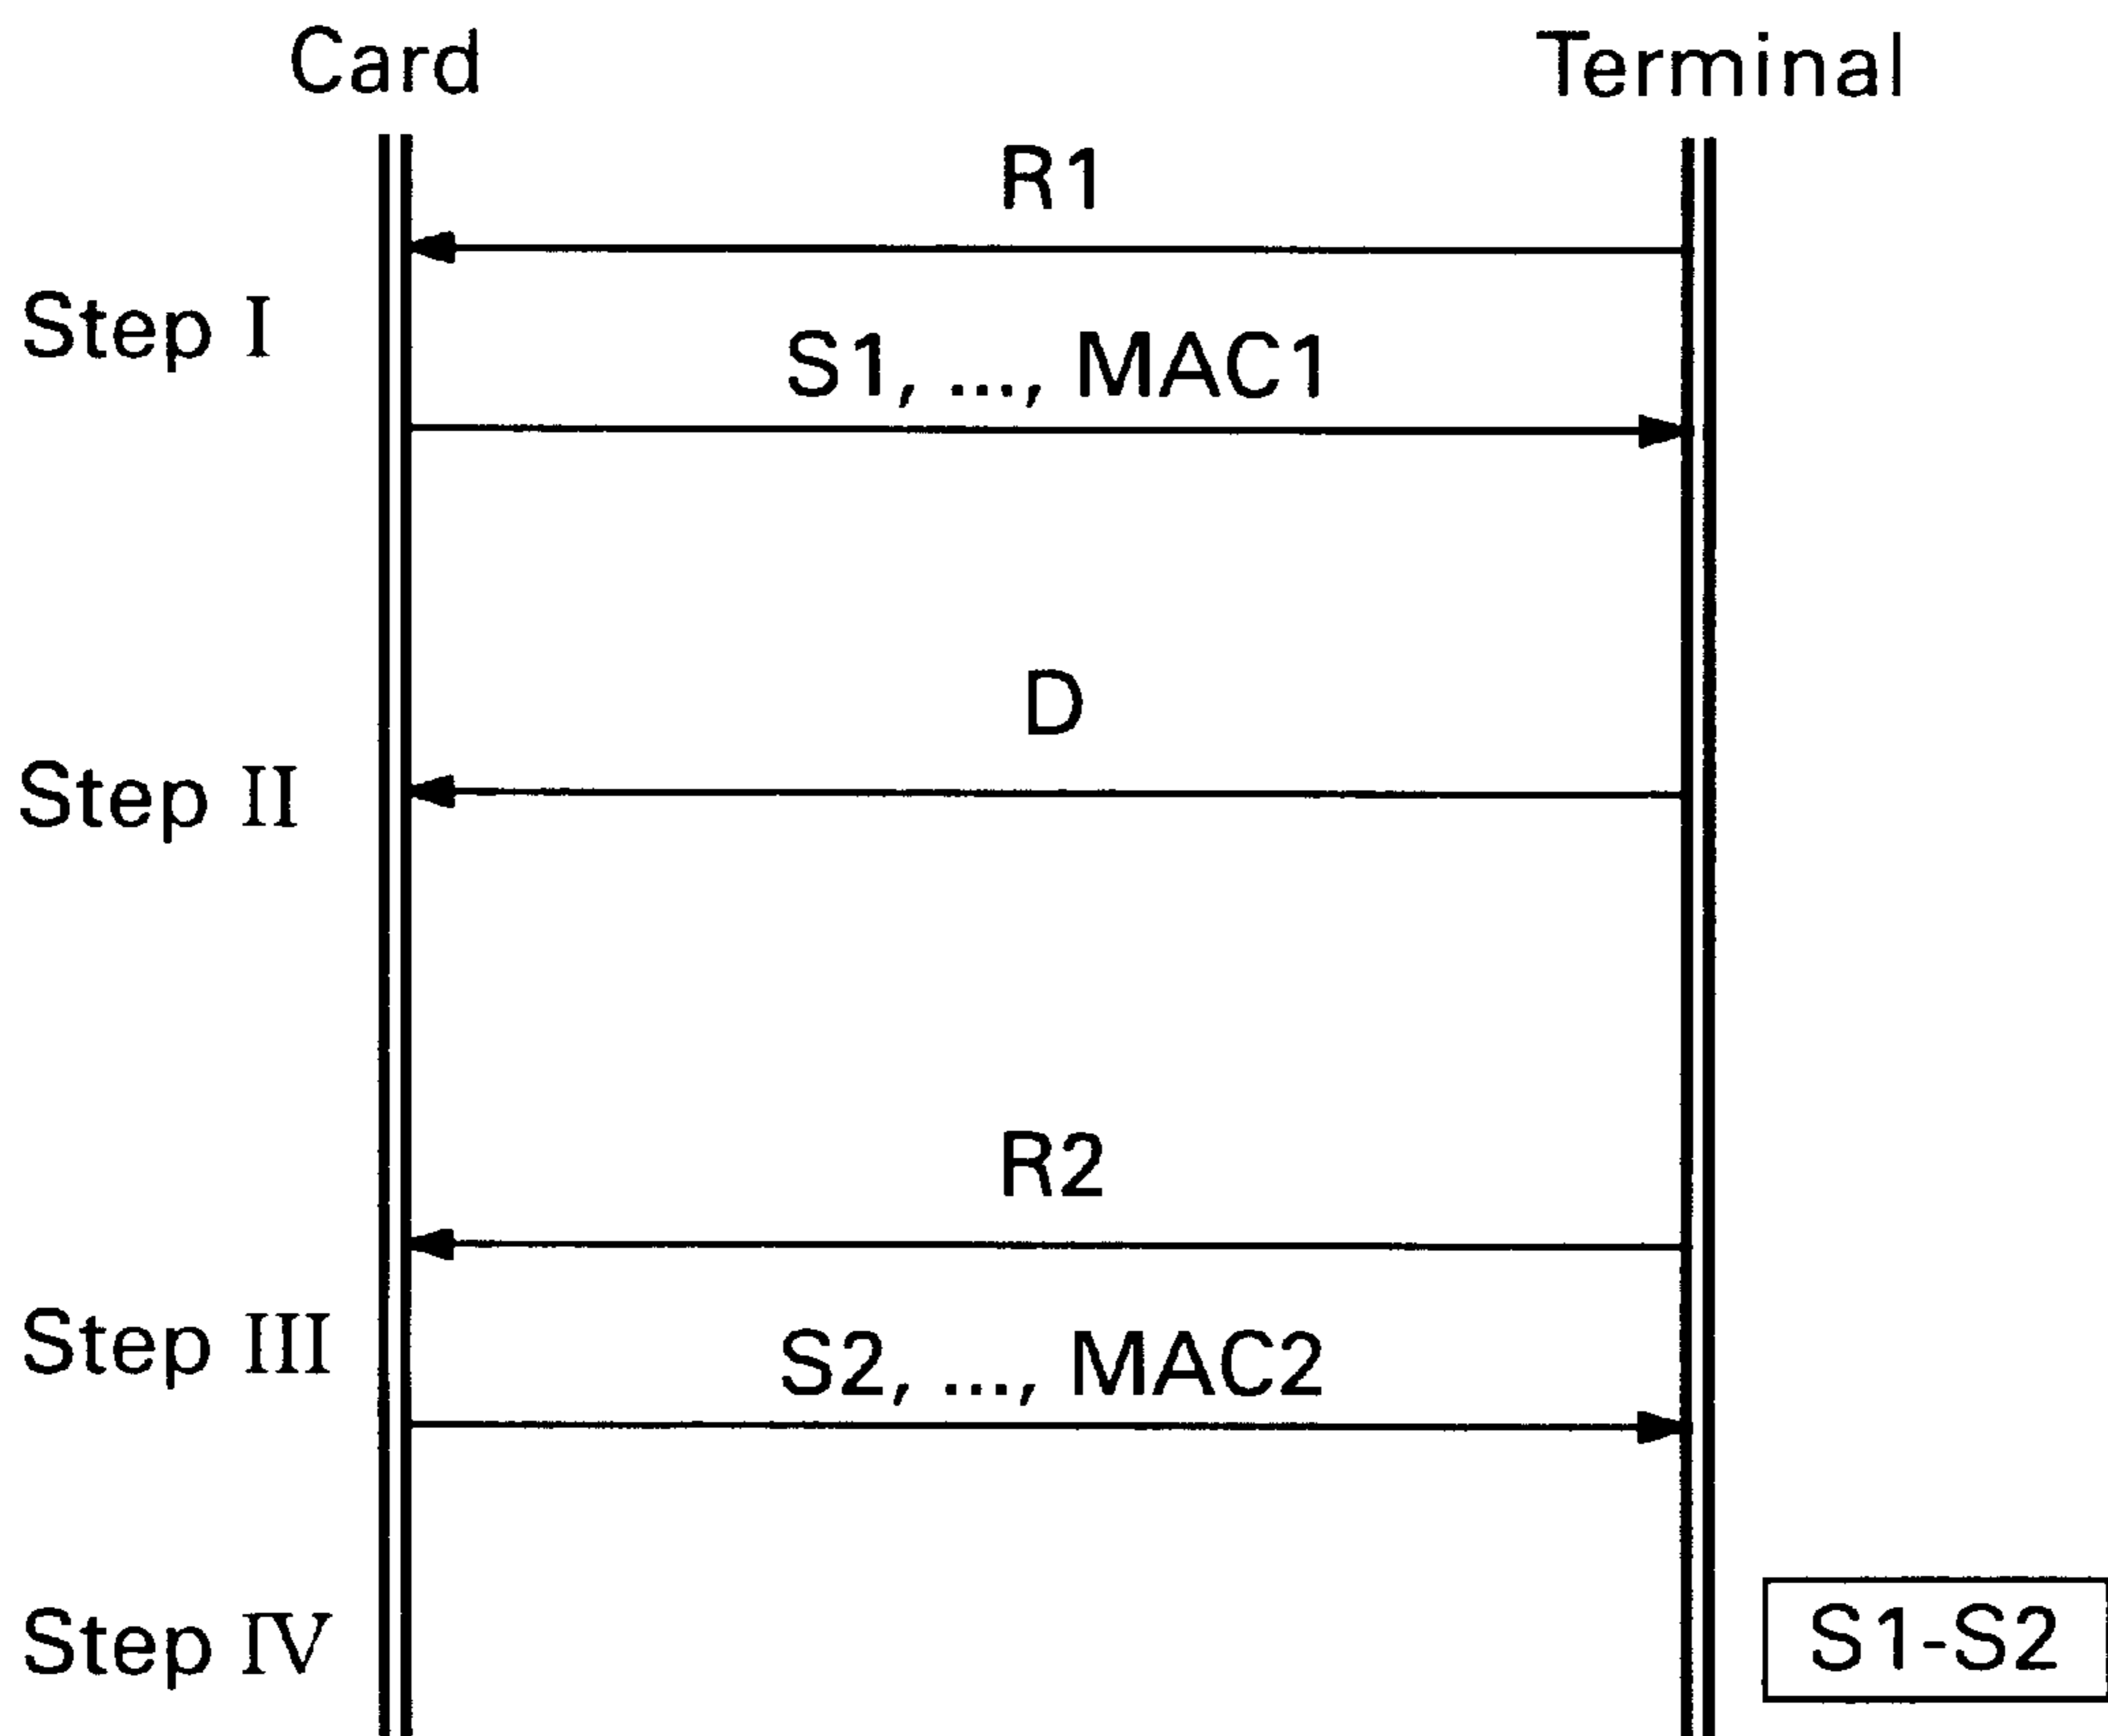 Card
Terminal
R1
Step I
S1, ..., MAC1
D
Step II
R2
Step III
S2, ..., MAC2
Step IV
S1-S2